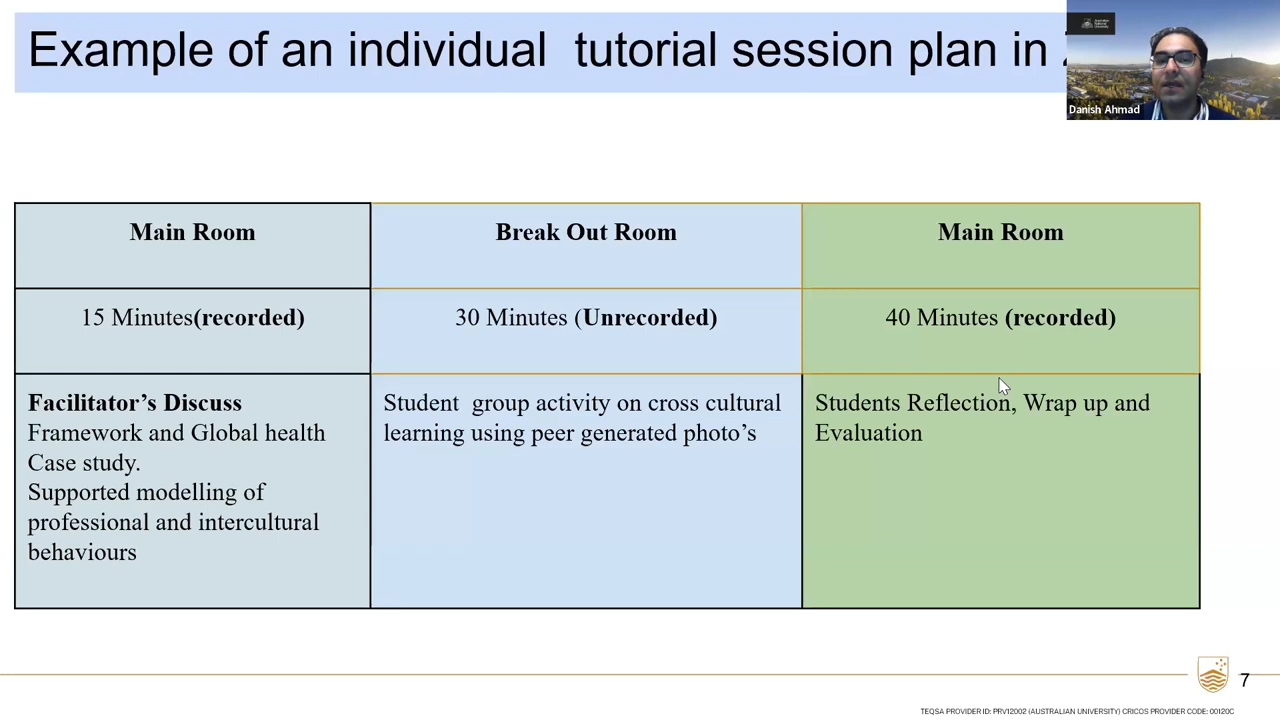 Example of an individual  tutorial session plan in
Danish Ahmad
Main Room
Break Out Room
Main Room
15 Minutes(recorded)
30 Minutes (Unrecorded)
40 Minutes (recorded)
Facilitator’s Discuss
Framework and Global health
Case study.
Supported modelling of
professional and intercultural
behaviours
Student  group activity on cross cultural
learning using peer generated photo’s
Students Reflection, Wrap up and
Evaluation
7
TEQSA PROVIDER ID: PRV12002 (AUSTRALIAN UNIVERSITY) CRICOS PROVIDER CODE: 00120C